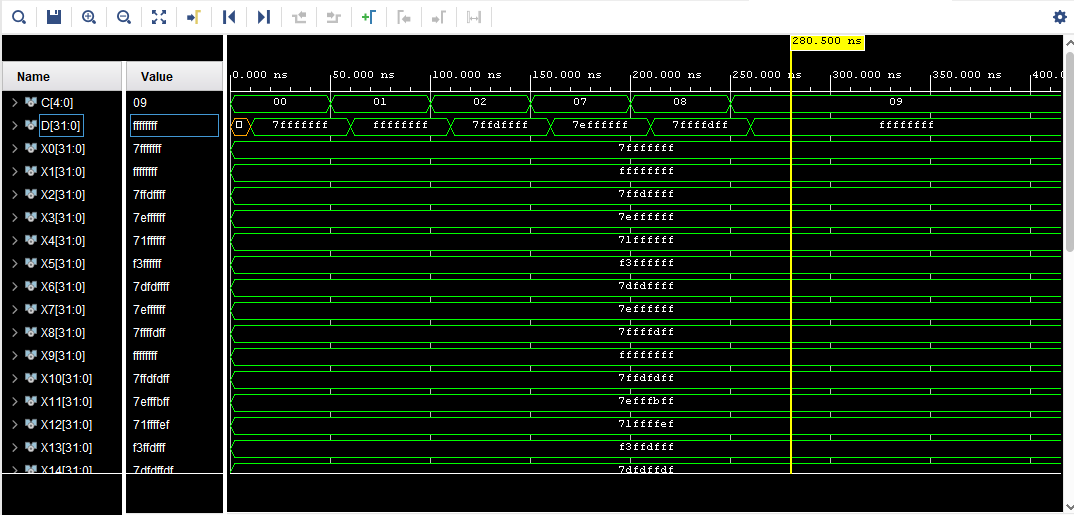 280.500 ns
Name Value 0.000 ns 50.000 ns 100.000 ns 150.000 ns 200.000 ns 250.000 ns 300.000 ns 350.000 ns 400.0
C[4:0] 09 00 01 02 07 08 09
D[31:0] ffffffff 7fffffff ffffffff 7ffdffff 7effffff 7ffffdff ffffffff
X0[31:0] 7fffffff 7fffffff
X1[31:0] ffffffff ffffffff
X2[31:0] 7ffdffff 7ffdffff
X3[31:0] 7effffff 7effffff
X4[31:0] 71ffffff 71ffffff
X5[31:0] f3ffffff f3ffffff
X6[31:0] 7dfdffff 7dfdffff
X7[31:0] 7effffff 7effffff
X8[31:0] 7ffffdff 7ffffdff
X9[31:0] ffffffff ffffffff
X10[31:0] 7ffdfdff 7ffdfdff
X11[31:0] 7efffbff 7efffbff
X12[31:0] 71ffffef 71ffffef
X13[31:0] f3ffdfff f3ffdfff
X14[31:0] 7dfdffdf 7dfdffdf